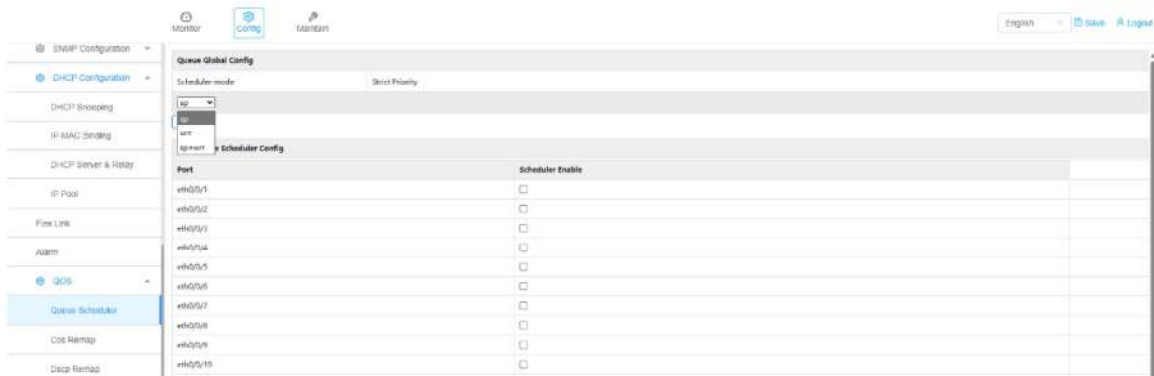 Monitor
Config
Maintain
English
Save
Logout
SNMP Configuration
DHCP Configuration
DHCP Snooping
IP-MAC Binding
DHCP Server & Relay
IP Pool
Flex Link
Alarm
QOS
Queue Scheduler
Cos Remap
Dscp Remap
Queue Global Config
Scheduler mode Strict Priority
sp
sp
wrr
sp+wrr
e Scheduler Config
Port Scheduler Enable
eth0/0/1
eth0/0/2
eth0/0/3
eth0/0/4
eth0/0/5
eth0/0/6
eth0/0/7
eth0/0/8
eth0/0/9
eth0/0/10